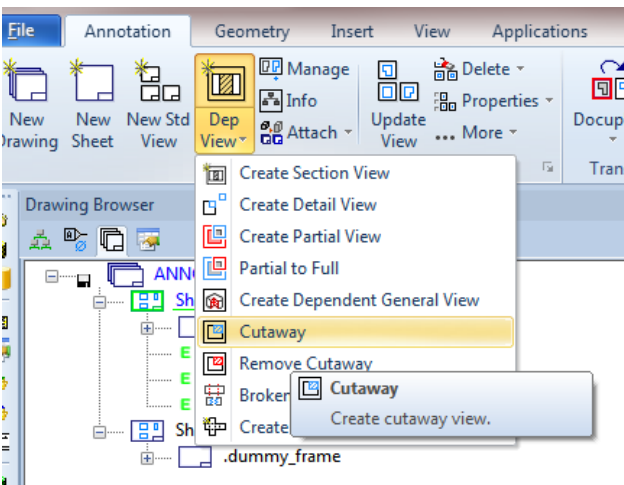 File Annotation Geometry Insert View Applications
Manage
Delete
Info
Properties
New New New Std Dep
Attach
Update
Drawing Sheet View View
View
More
Docup
Tran
Create Section View
Drawing Browser
Create Detail View
Create Partial View
Partial to Full
ANN
Sh
Create Dependent General View
Cutaway
E
Remove Cutaway
E
Cutaway
Broken
E
Create cutaway view.
Sh
Create
.dummy_frame